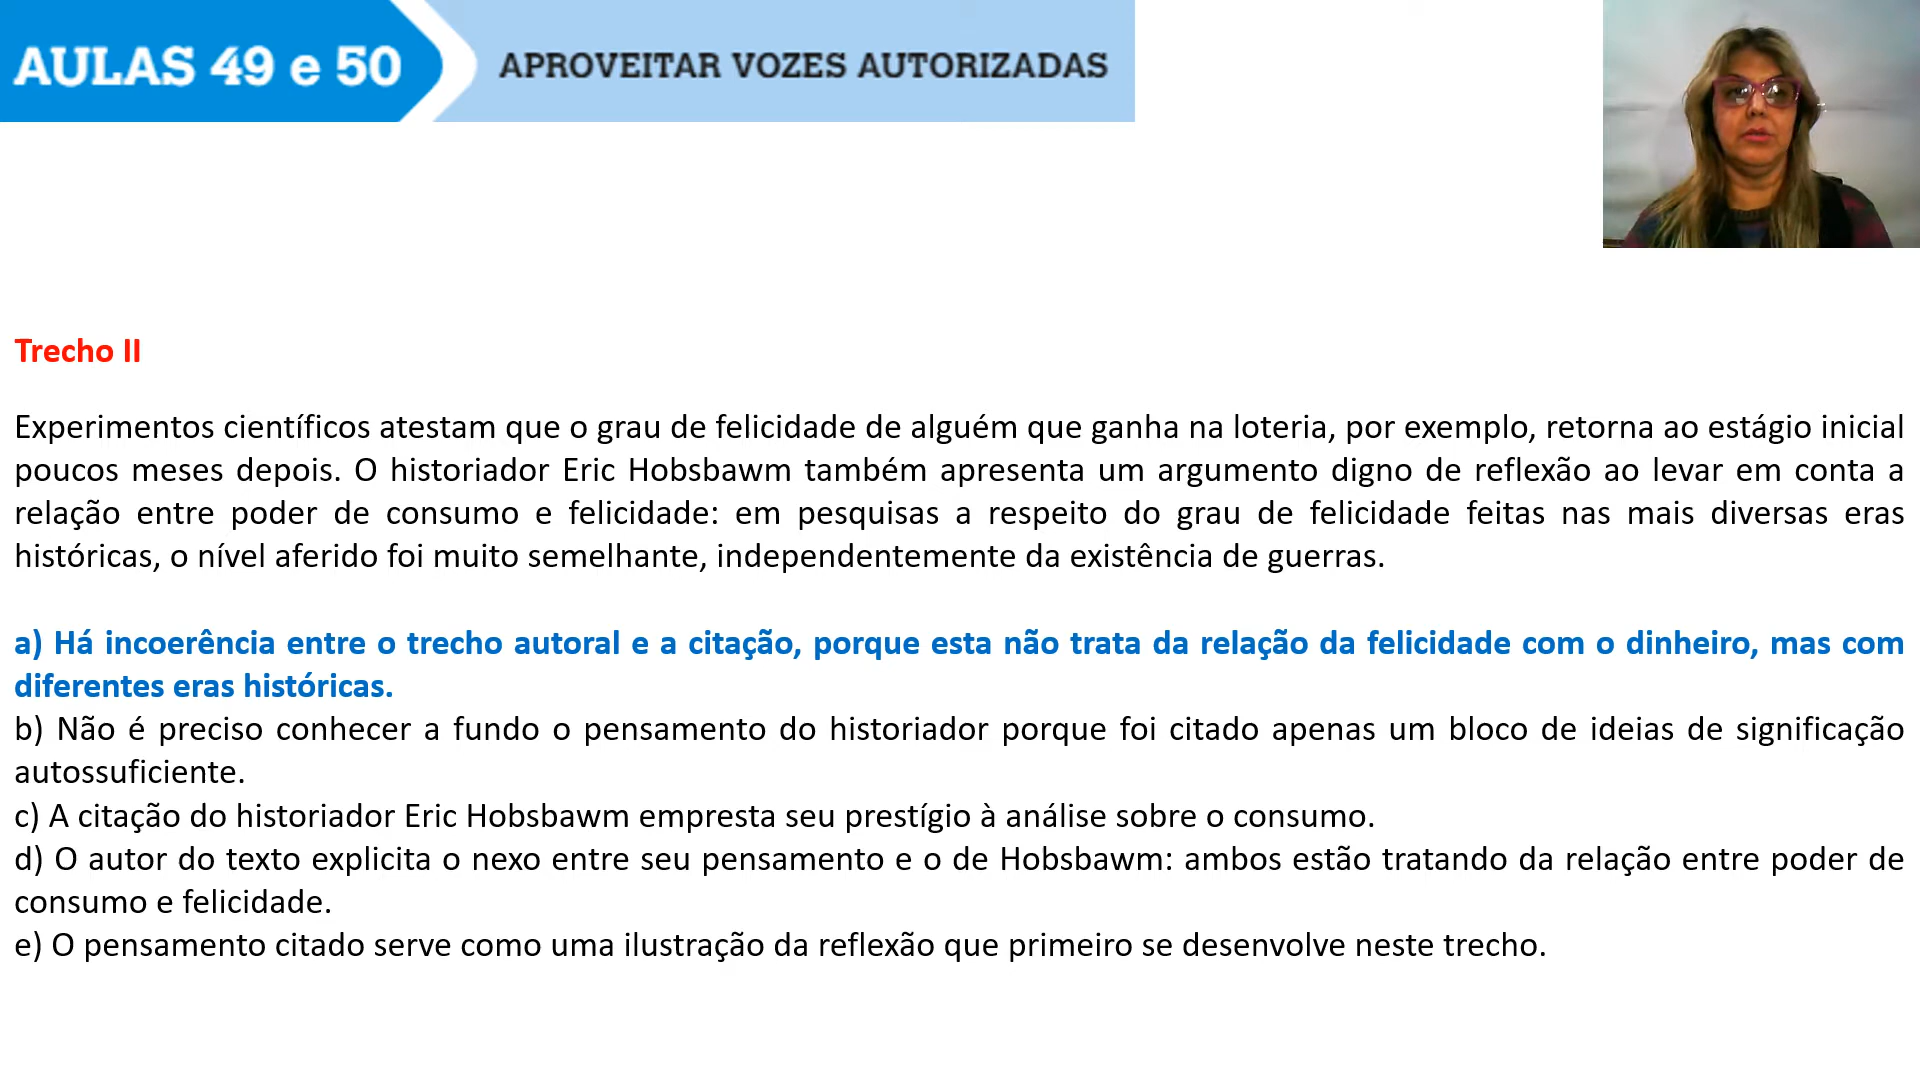 AULAS 49 e 50
APROVEITAR VOZES AUTORIZADAS
Trecho II
Experimentos científicos atestam que o grau de felicidade de alguém que ganha na loteria, por exemplo, retorna ao estágio inicial
poucos meses depois. O historiador Eric Hobsbawm também apresenta um argumento digno de reflexão ao levar em conta a
relação entre poder de consumo e felicidade: em pesquisas a respeito do grau de felicidade feitas nas mais diversas eras
históricas, o nível aferido foi muito semelhante, independentemente da existência de guerras.
a) Há incoerência entre o trecho autoral e a citação, porque esta não trata da relação da felicidade com o dinheiro, mas com
diferentes eras históricas.
b) Não é preciso conhecer a fundo o pensamento do historiador porque foi citado apenas um bloco de ideias de significação
autossuficiente.
c) A citação do historiador Eric Hobsbawm empresta seu prestígio à análise sobre o consumo.
d) O autor do texto explicita o nexo entre seu pensamento e o de Hobsbawm: ambos estão tratando da relação entre poder de
consumo e felicidade.
e) O pensamento citado serve como uma ilustração da reflexão que primeiro se desenvolve neste trecho.